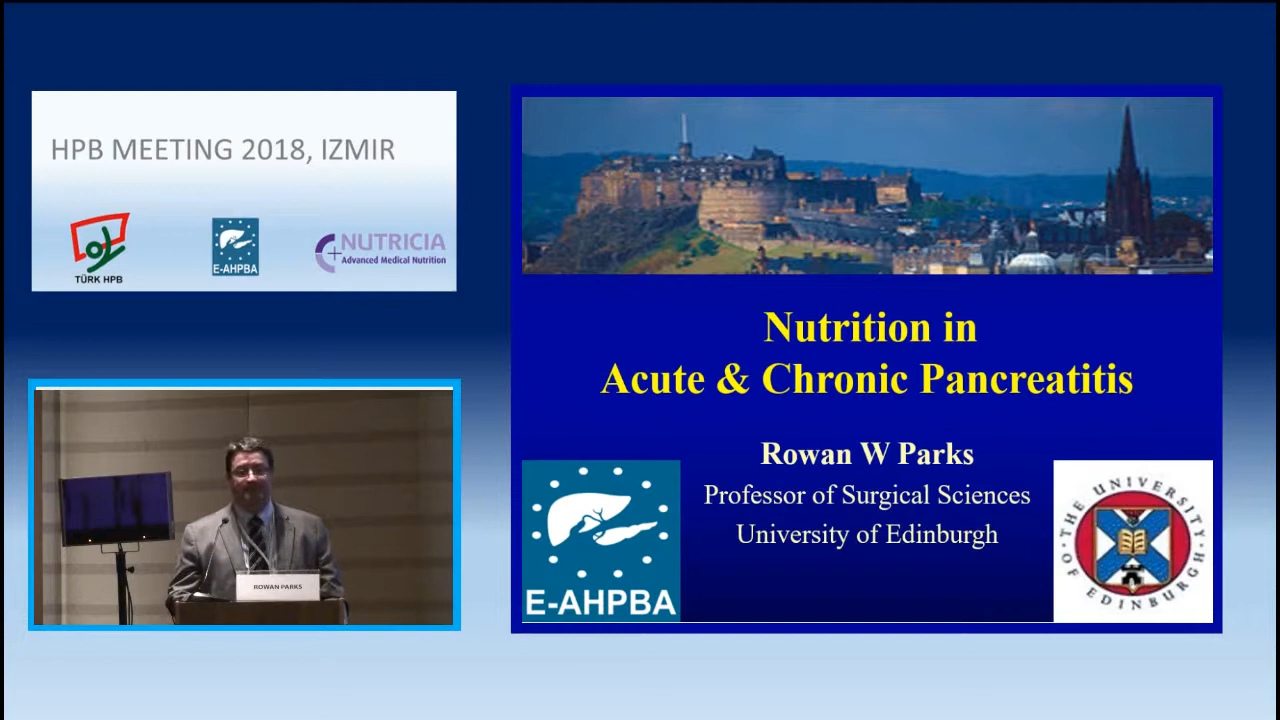 HPB MEETING 2018, IZMIR
TÜRK HPB
E-AHPBA
NUTRICIA
Advanced Medical Nutrition
ROWAN PARKS
Nutrition in
Acute & Chronic Pancreatitis
Rowan W Parks
Professor of Surgical Sciences
University of Edinburgh
E-AHPBA
THE UNIVERSITY OF EDINBURGH